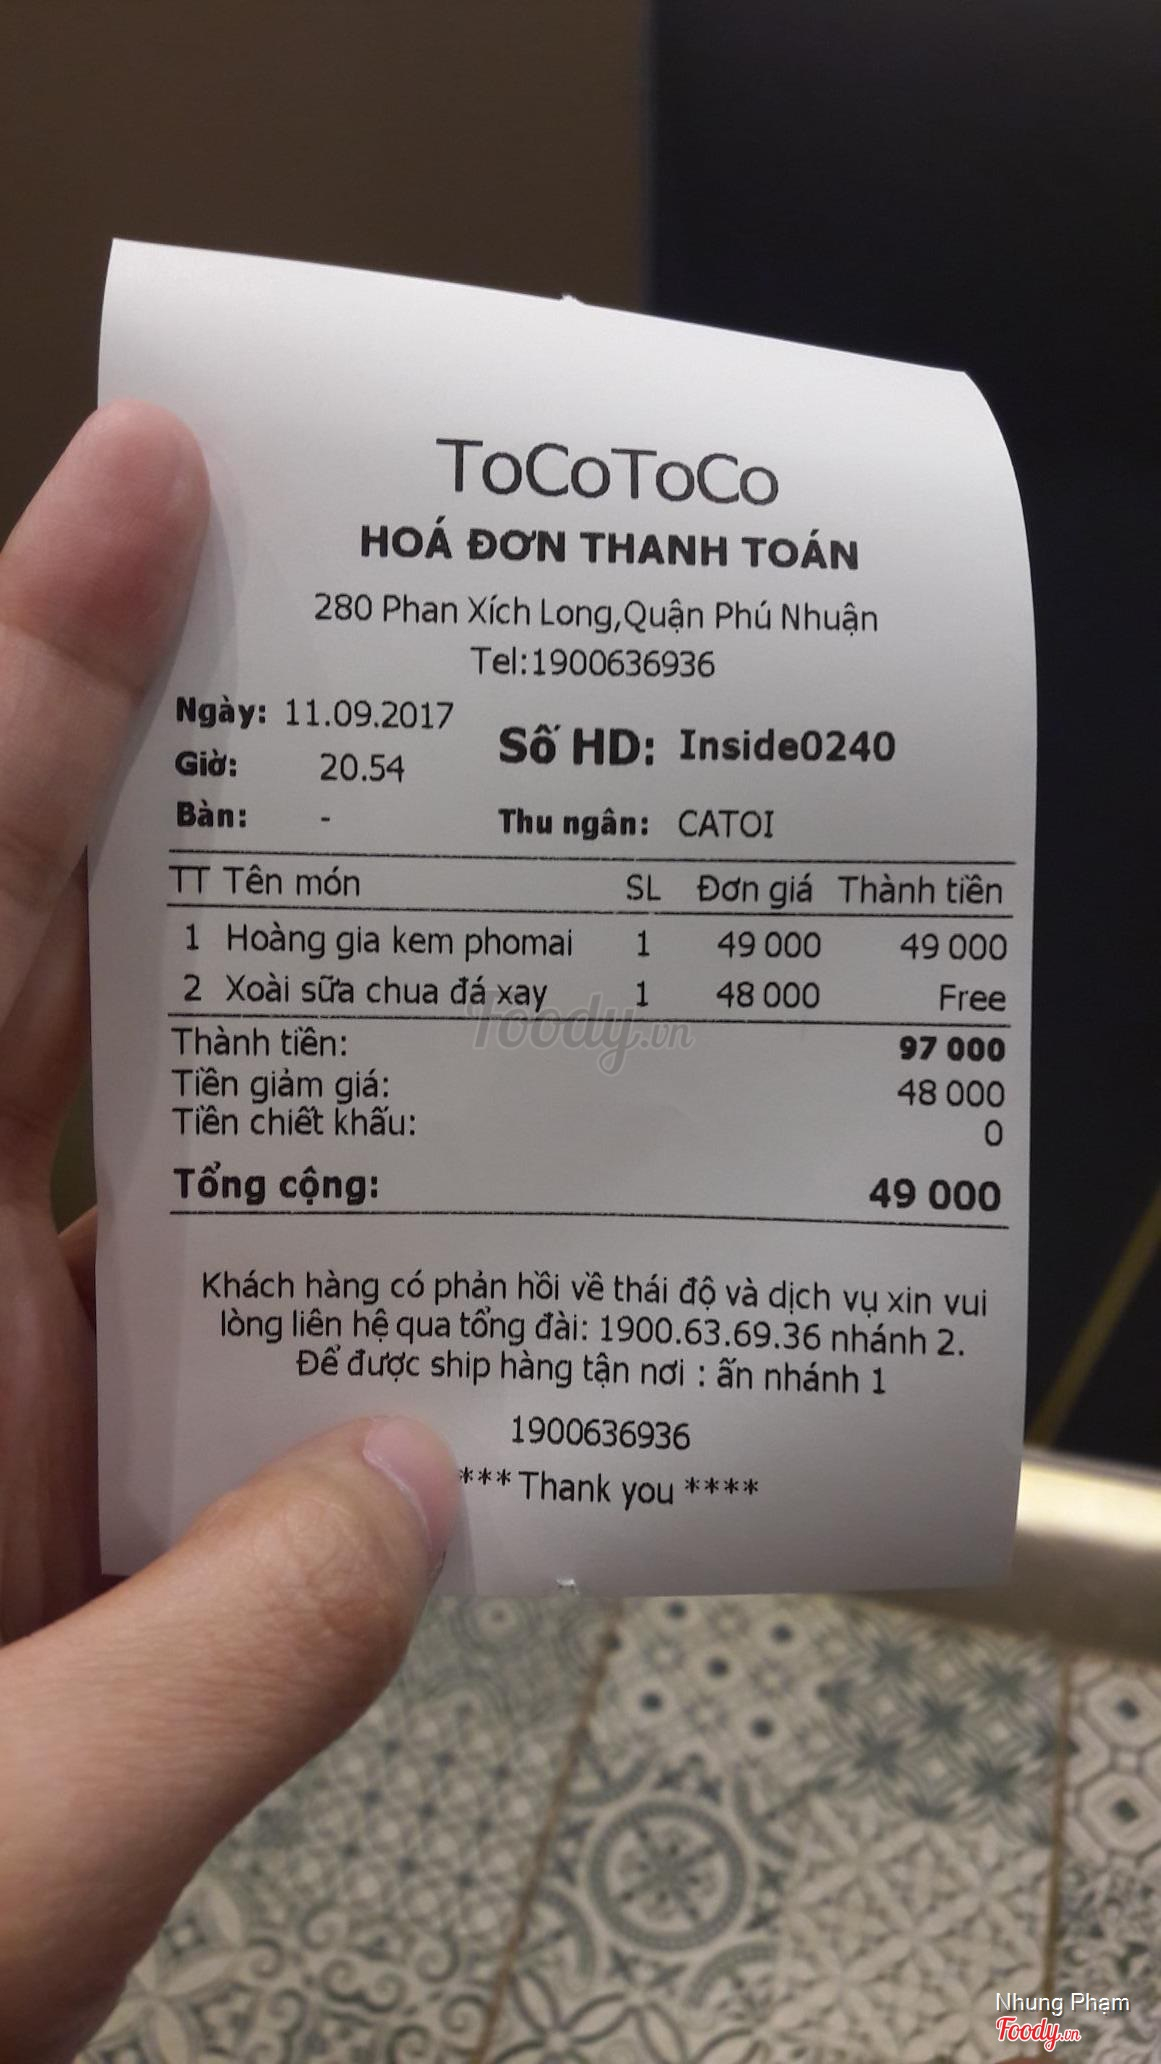 ToCoToCo
HOÁ ĐƠN THANH TOÁN
280 Phan Xích Long,Quận Phú Nhuận
Tel:1900636936
Ngày: 11.09.2017
Số HD: Inside0240
Giờ: 20.54
Bàn: -
Thu ngân: CATOI
TT Tên món SL Đơn giá Thành tiền
1 Hoàng gia kem phomai 1 49 000 49 000
2 Xoài sữa chua đá xay 1 48 000 Free
Foody.vn
Thành tiền: 97 000
Tiền giảm giá: 48 000
Tiền chiết khấu: 0
Tổng cộng: 49 000
Khách hàng có phản hồi về thái độ và dịch vụ xin vui
lòng liên hệ qua tổng đài: 1900.63.69.36 nhánh 2.
Để được ship hàng tận nơi : ấn nhánh 1
1900636936
*** Thank you ****
Nhung Phạm
Foody.vn